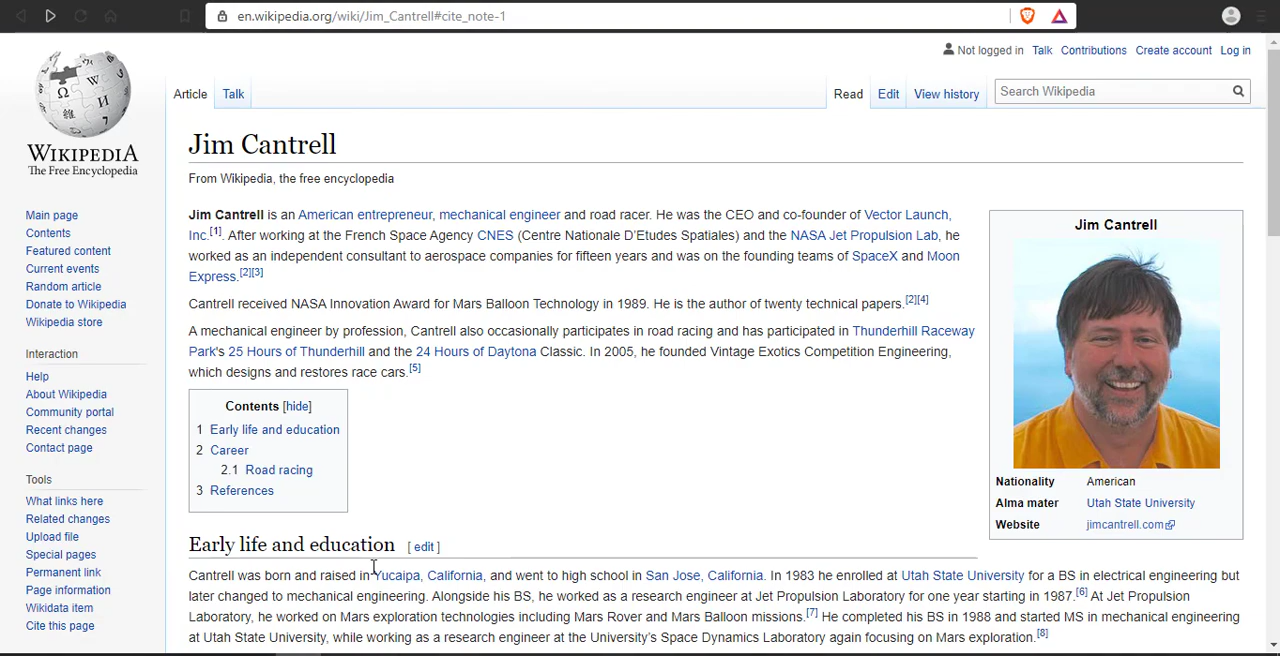 en.wikipedia.org/wiki/Jim_Cantrell#cite_note-1
Not logged in Talk Contributions Create account Log in
Article Talk Read Edit View history Search Wikipedia
WIKIPEDIA
The Free Encyclopedia
Main page
Contents
Featured content
Current events
Random article
Donate to Wikipedia
Wikipedia store
Interaction
Help
About Wikipedia
Community portal
Recent changes
Contact page
Tools
What links here
Related changes
Upload file
Special pages
Permanent link
Page information
Wikidata item
Cite this page
Jim Cantrell
From Wikipedia, the free encyclopedia
Jim Cantrell is an American entrepreneur, mechanical engineer and road racer. He was the CEO and co-founder of Vector Launch,
Inc.[1]. After working at the French Space Agency CNES (Centre Nationale D'Etudes Spatiales) and the NASA Jet Propulsion Lab, he
worked as an independent consultant to aerospace companies for fifteen years and was on the founding teams of SpaceX and Moon
Express.[2][3]
Cantrell received NASA Innovation Award for Mars Balloon Technology in 1989. He is the author of twenty technical papers.[2][4]
A mechanical engineer by profession, Cantrell also occasionally participates in road racing and has participated in Thunderhill Raceway
Park's 25 Hours of Thunderhill and the 24 Hours of Daytona Classic. In 2005, he founded Vintage Exotics Competition Engineering,
which designs and restores race cars.[5]
Contents [hide]
1 Early life and education
2 Career
2.1 Road racing
3 References
Jim Cantrell
Nationality American
Alma mater Utah State University
Website jimcantrell.com
Early life and education [ edit ]
Cantrell was born and raised in Yucaipa, California, and went to high school in San Jose, California. In 1983 he enrolled at Utah State University for a BS in electrical engineering but
later changed to mechanical engineering. Alongside his BS, he worked as a research engineer at Jet Propulsion Laboratory for one year starting in 1987.[6] At Jet Propulsion
Laboratory, he worked on Mars exploration technologies including Mars Rover and Mars Balloon missions.[7] He completed his BS in 1988 and started MS in mechanical engineering
at Utah State University, while working as a research engineer at the University's Space Dynamics Laboratory again focusing on Mars exploration.[8]